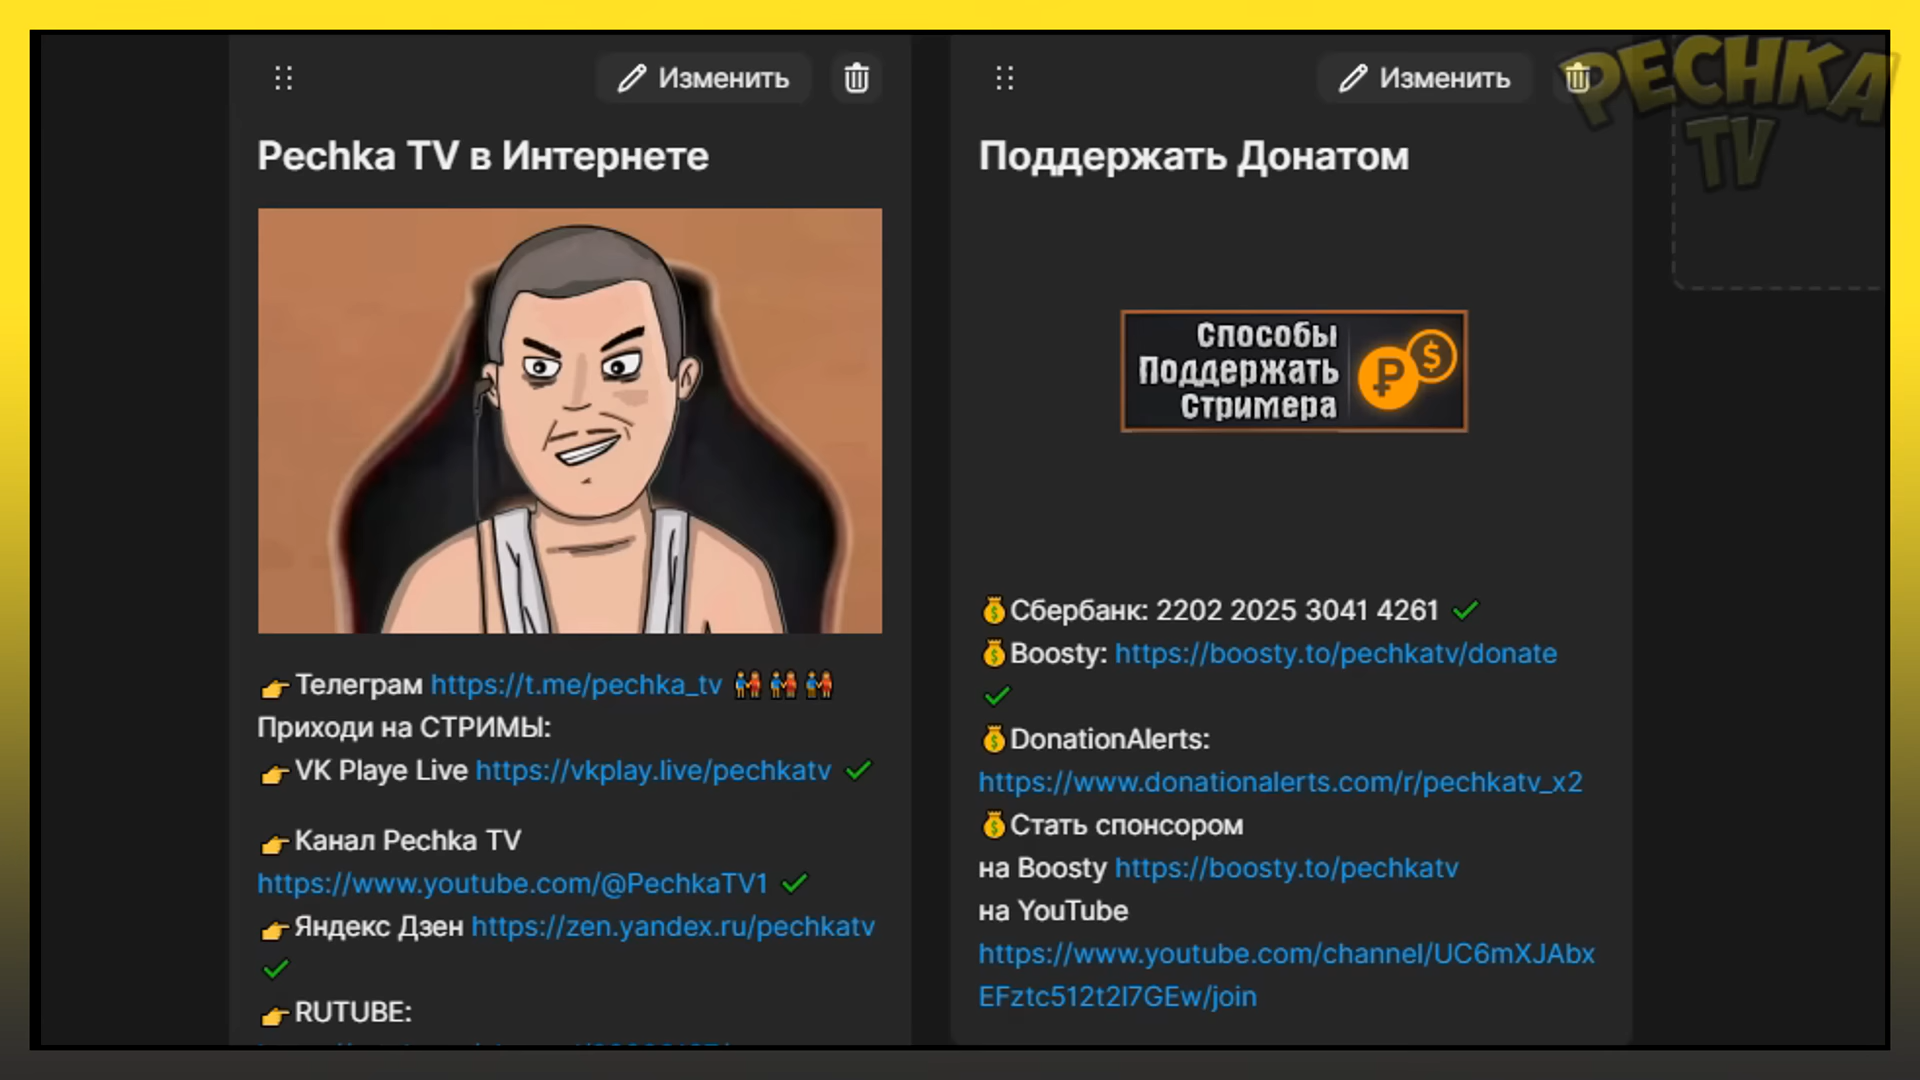 Изменить
Pechka TV в Интернете
👉Телеграм https://t.me/pechka_tv
Приходи на СТРИМЫ:
👉VK Playe Live https://vkplay.live/pechkatv ✔
👉Канал Pechka TV
https://www.youtube.com/@PechkaTV1 ✔
👉Яндекс Дзен https://zen.yandex.ru/pechkatv
✔
👉RUTUBE:
Изменить
Поддержать Донатом
Способы
Поддержать
Стримера
💰Сбербанк: 2202 2025 3041 4261 ✔
💰Boosty: https://boosty.to/pechkatv/donate
✔
💰DonationAlerts:
https://www.donationalerts.com/r/pechkatv_x2
💰Стать спонсором
на Boosty https://boosty.to/pechkatv
на YouTube
https://www.youtube.com/channel/UC6mXJAbx
EFztc512t2l7GEw/join
PECHKA
TV